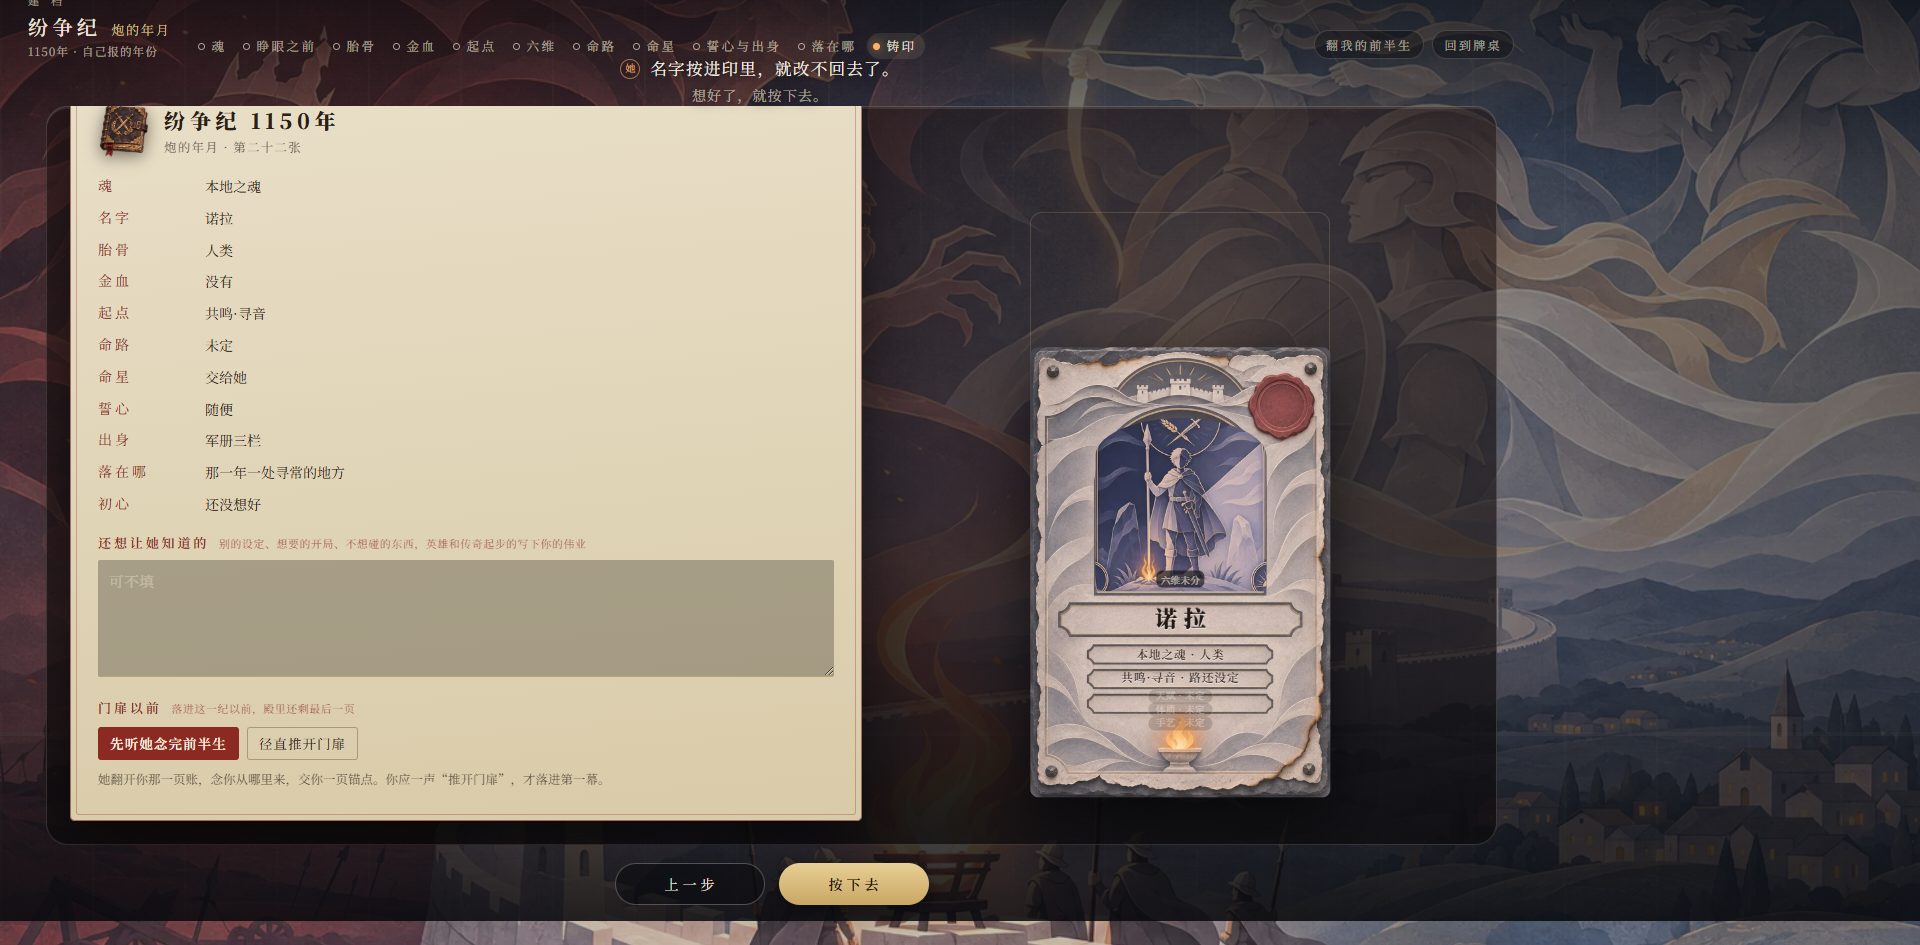 建 档
纷争纪 炮的年月
1150年 · 自己报的年份
魂 睁眼之前 胎骨 金血 起点 六维 命路 命星 誓心与出身 落在哪 铸印
翻我的前半生 回到牌桌
她 名字按进印里，就改不回去了。
想好了，就按下去。
纷争纪 1150年
炮的年月 · 第二十二张
魂 本地之魂
名字 诺拉
胎骨 人类
金血 没有
起点 共鸣·寻音
命路 未定
命星 交给她
誓心 随便
出身 军册三栏
落在哪 那一年一处寻常的地方
初心 还没想好
还想让她知道的 别的设定、想要的开局、不想碰的东西，英雄和传奇起步的写下你的伟业
可不填
门扉以前 落进这一纪以前，殿里还剩最后一页
先听她念完前半生 径直推开门扉
她翻开你那一页账，念你从哪里来，交你一页锚点。你应一声“推开门扉”，才落进第一幕。
六维未分
诺拉
本地之魂 · 人类
共鸣·寻音 · 路还没定
天赋 · 未定
体质 · 未定
手艺 · 未定
上一步 按下去